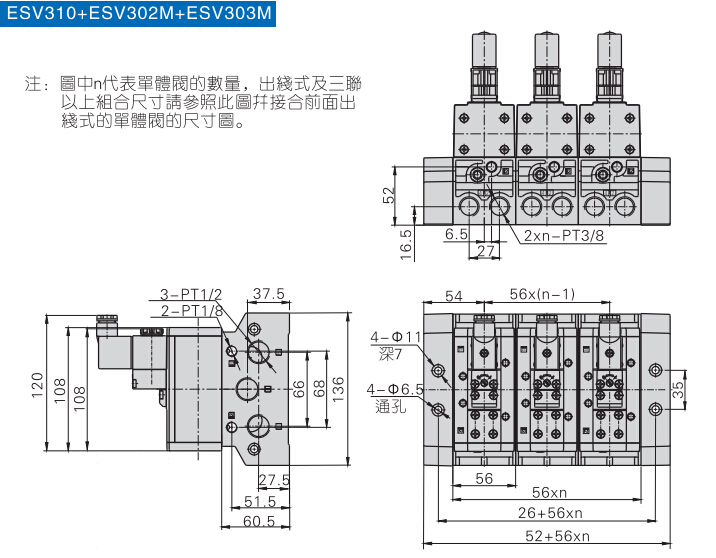 ESV310+ESV302M+ESV303M
注：圖中n代表單體閥的數量，出綫式及三聯
以上組合尺寸請參照此圖幷接合前面出
綫式的單體閥的尺寸圖。
52
16.5
6.5
27
2xn-PT3/8
3-PT1/2
2-PT1/8
37.5
120
108
108
66
68
136
27.5
51.5
60.5
54
56x(n-1)
4-Φ11
深7
4-Φ6.5
通孔
35
56
56xn
26+56xn
52+56xn